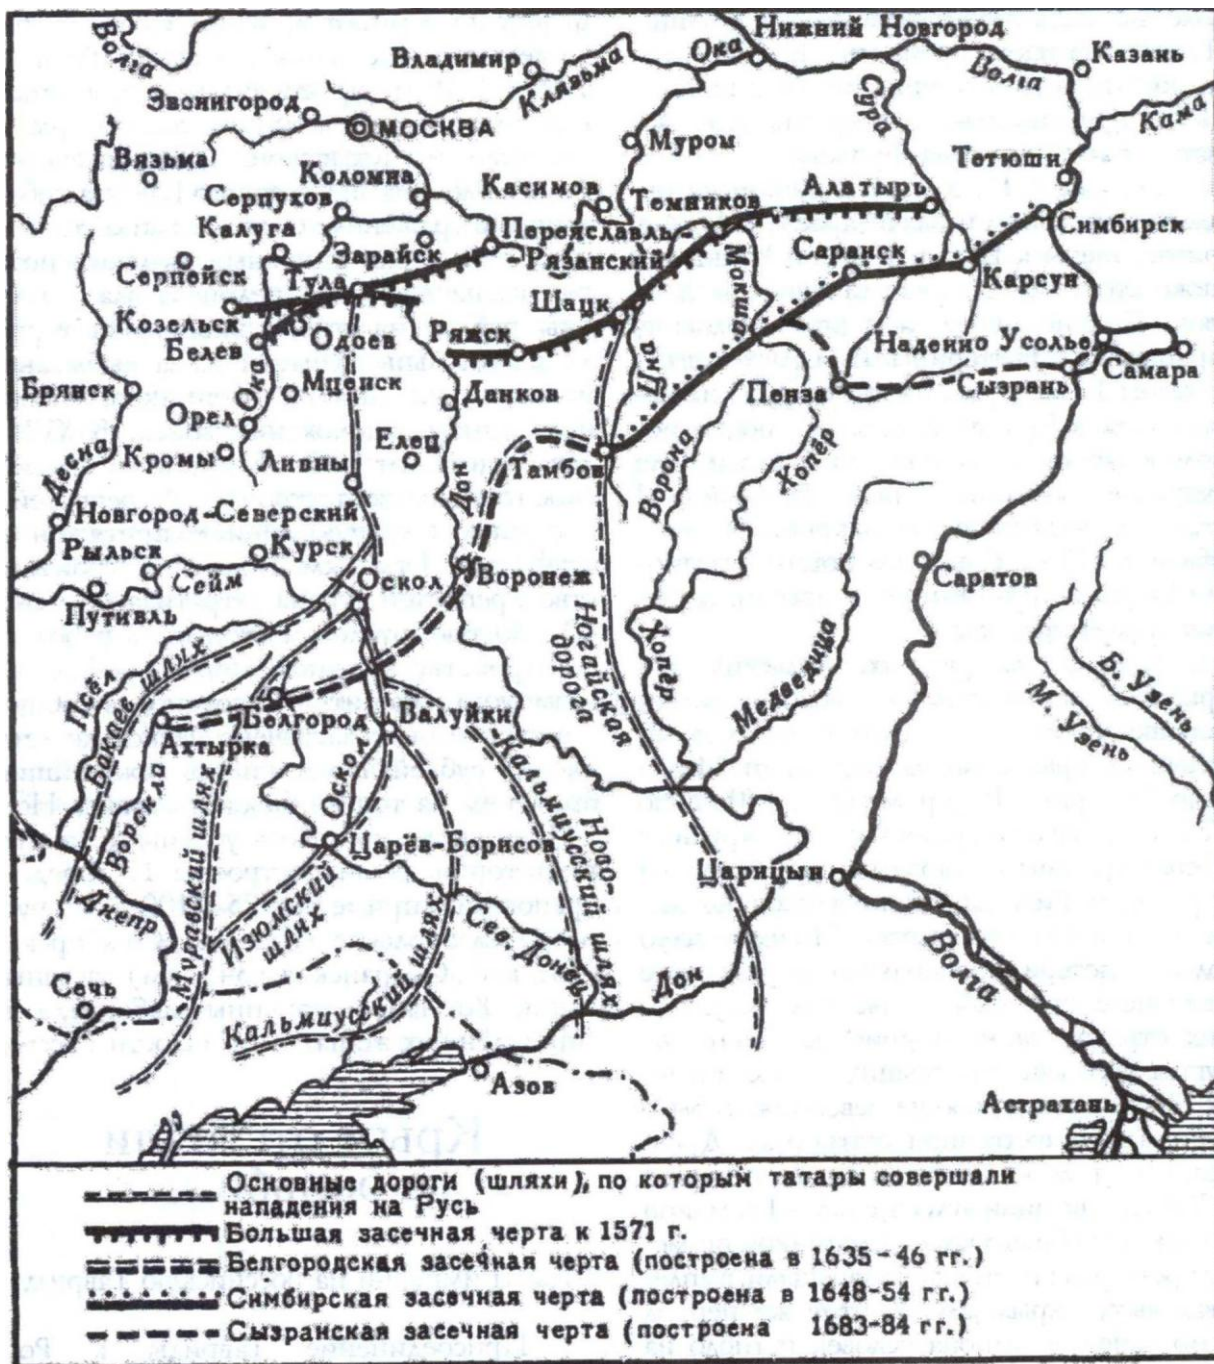 Волга
Нижний Новгород
Ока
Казань
Владимир
Клязьма
Волга
Сура
Кама
Звонигород
МОСКВА
Муром
Вязьма
Тетюши
Коломна
Касимов
Серпухов
Темников
Алатырь
Калуга
Переяславль
Рязанский
Симбирск
Зарайск
Саранск
Серпейск
Тула
Мокша
Карсун
Шацк
Козельск
Ряжск
Белев
Одоев
Надеино Усолье
Цна
Самара
Брянск
Мценск
Данков
Пенза
Сызрань
Ока
Орел
Елец
Ворона
Хопёр
Десна
Кромы
Ливны
Дон
Тамбов
Новгород-Северский
Рыльск
Курск
Сейм
Оскол
Воронеж
Саратов
Путивль
Ногайская
дорога
Хопёр
Медведица
Б. Узень
М. Узень
Псёл
шлях
Белгород
Валуйки
Ахтырка
Ворскла
Оскол
Кальмиусский шлях
Ново-
Царёв-Борисов
Царицын
Днепр
Муравский шлях
Изюмский
шлях
Сев. Донец
Дон
Волга
Сечь
Кальмиусский шлях
Азов
Астрахань
Основные дороги (шляхи), по которым татары совершали
нападения на Русь
Большая засечная черта к 1571 г.
Белгородская засечная черта (построена в 1635-46 гг.)
Симбирская засечная черта (построена в 1648-54 гг.)
Сызранская засечная черта (построена 1683-84 гг.)